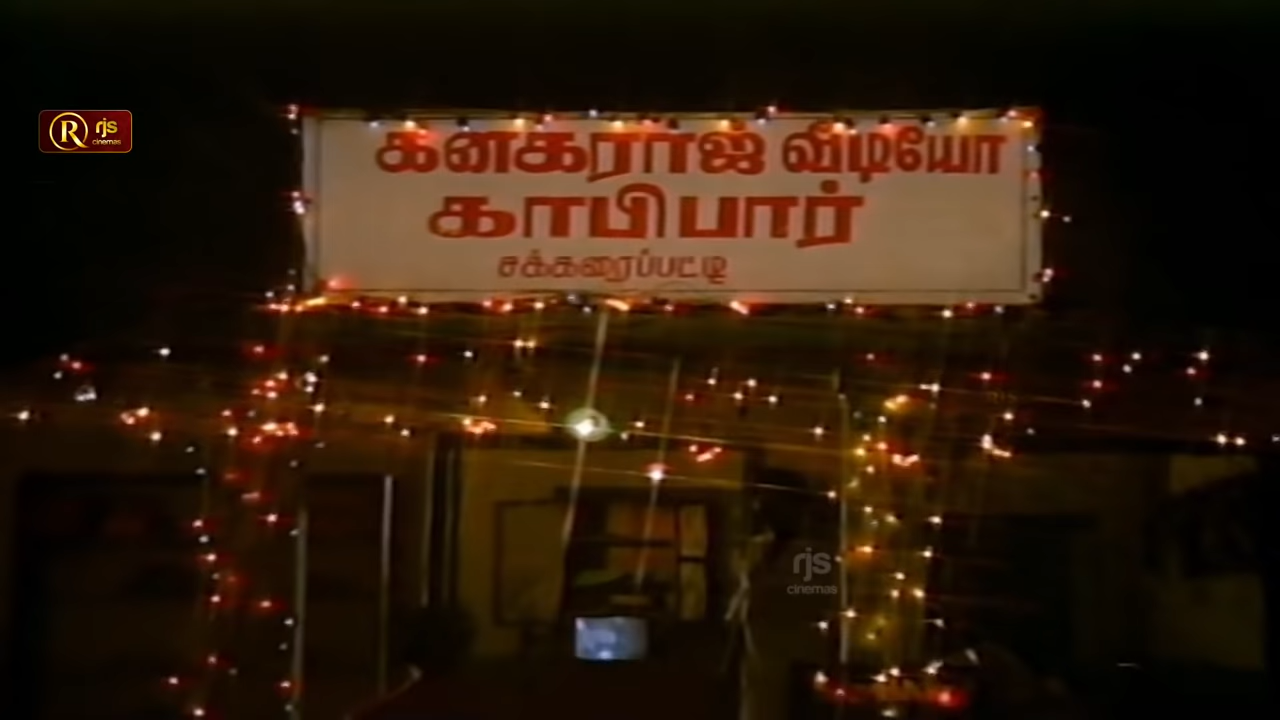 R rjs
cinemas
கனகராஜ் வீடியோ
காபி பார்
சக்கரைப்பட்டி
rjs
cinemas